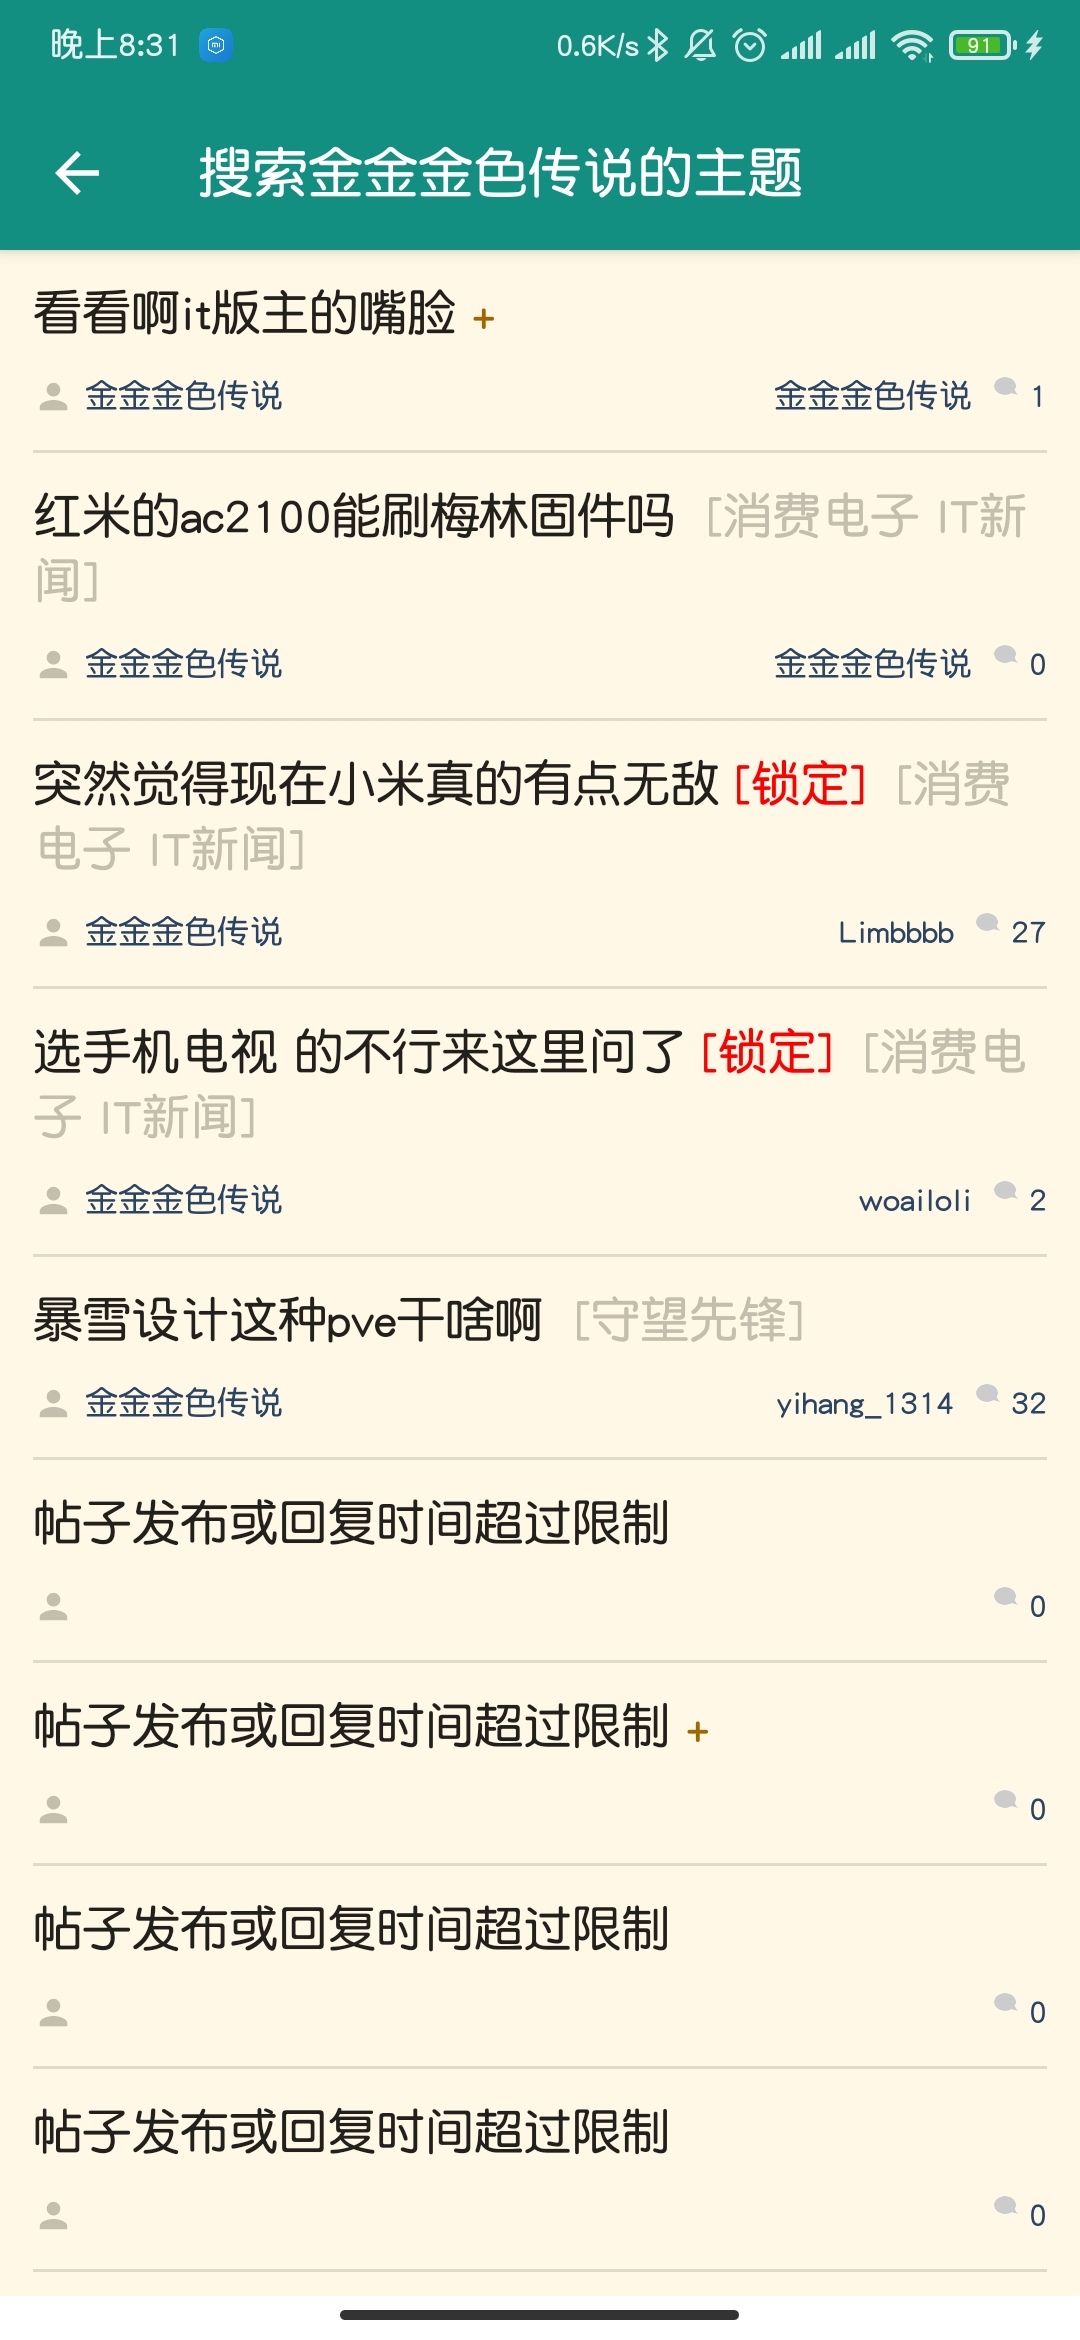 晚上8:31
0.6K/s
91
搜索金金金色传说的主题
看看啊it版主的嘴脸 +
金金金色传说 金金金色传说 1
红米的ac2100能刷梅林固件吗 [消费电子 IT新
闻]
金金金色传说 金金金色传说 0
突然觉得现在小米真的有点无敌 [锁定] [消费
电子 IT新闻]
金金金色传说 Limbbbb 27
选手机电视 的不行来这里问了 [锁定] [消费电
子 IT新闻]
金金金色传说 woailoli 2
暴雪设计这种pve干啥啊 [守望先锋]
金金金色传说 yihang_1314 32
帖子发布或回复时间超过限制
0
帖子发布或回复时间超过限制 +
0
帖子发布或回复时间超过限制
0
帖子发布或回复时间超过限制
0